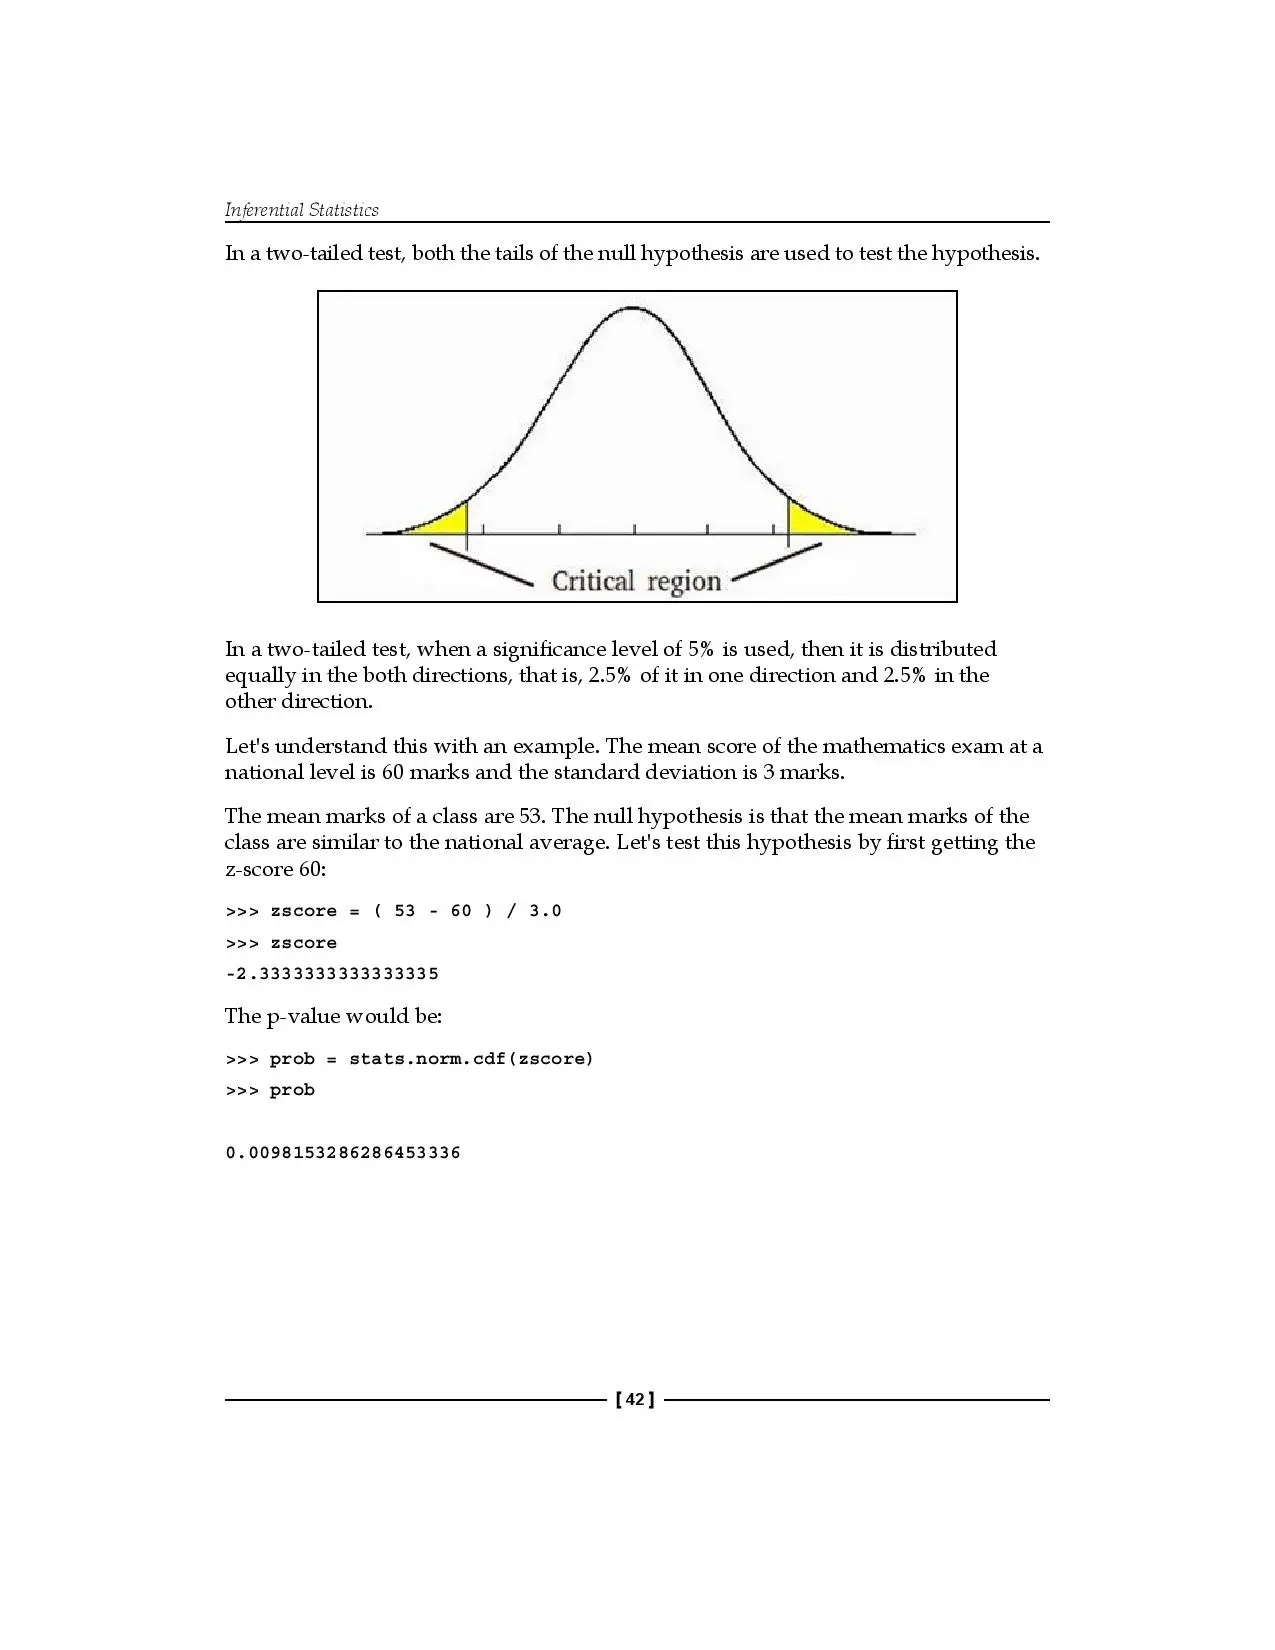 Inferential Statistics
In a two-tailed test, both the tails of the null hypothesis are used to test the hypothesis.
Critical region
In a two-tailed test, when a significance level of 5% is used, then it is distributed
equally in the both directions, that is, 2.5% of it in one direction and 2.5% in the
other direction.
Let's understand this with an example. The mean score of the mathematics exam at a
national level is 60 marks and the standard deviation is 3 marks.
The mean marks of a class are 53. The null hypothesis is that the mean marks of the
class are similar to the national average. Let's test this hypothesis by first getting the
z-score 60:
>>> zscore = ( 53 - 60 ) / 3.0
>>> zscore
-2.3333333333333335
The p-value would be:
>>> prob = stats.norm.cdf(zscore)
>>> prob
0.0098153286286453336
[ 42 ]